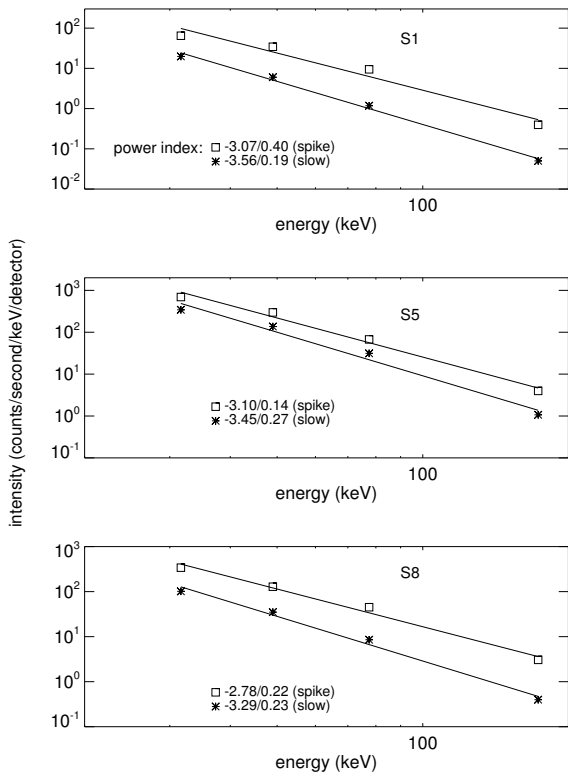 intensity (counts/second/keV/detector)
S1
10^2
10^1
10^0
10^-1
10^-2
power index: □ -3.07/0.40 (spike)
✱ -3.56/0.19 (slow)
100
energy (keV)
S5
10^3
10^2
10^1
10^0
10^-1
□ -3.10/0.14 (spike)
✱ -3.45/0.27 (slow)
100
energy (keV)
S8
10^3
10^2
10^1
10^0
10^-1
□ -2.78/0.22 (spike)
✱ -3.29/0.23 (slow)
100
energy (keV)